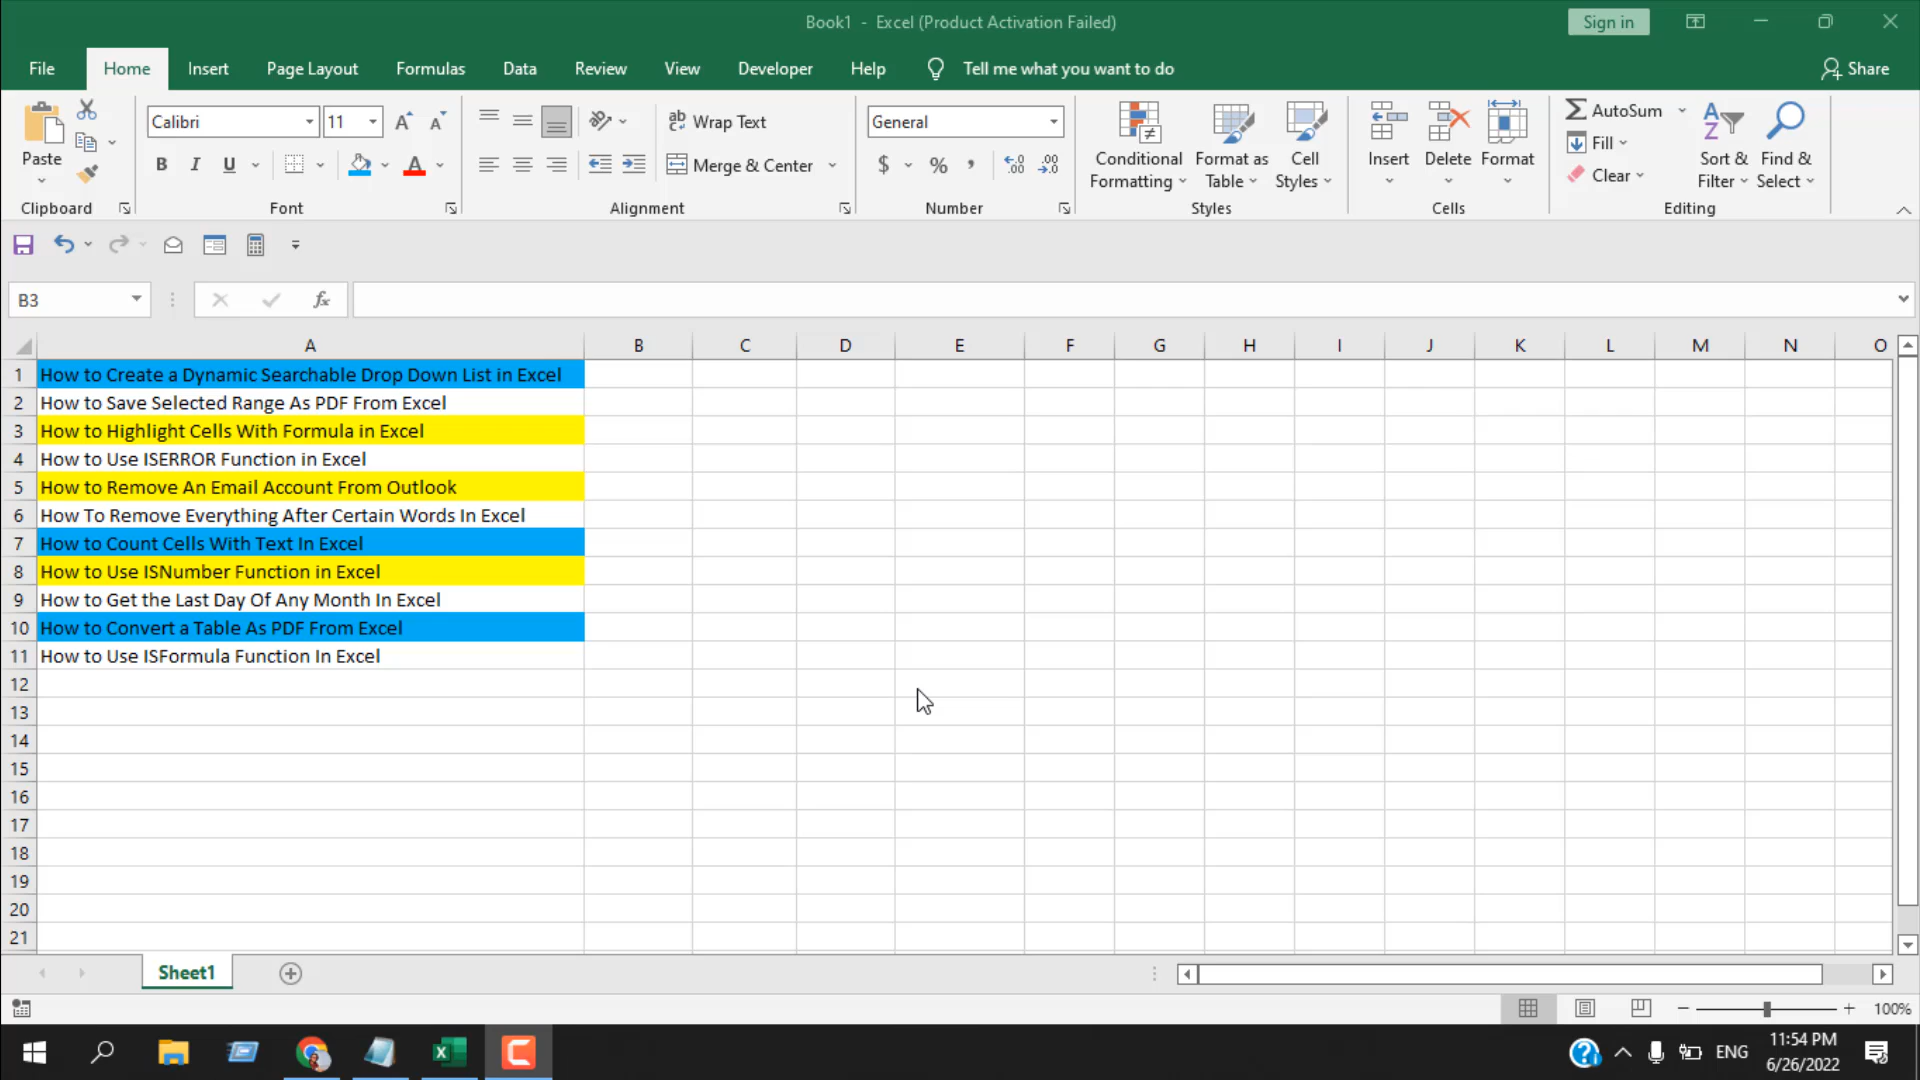 Book1 - Excel (Product Activation Failed)
Sign in
File Home Insert Page Layout Formulas Data Review View Developer Help Tell me what you want to do Share
Calibri 11 Wrap Text General AutoSum
Paste B I U A Merge & Center $ % , Conditional Formatting Format as Table Cell Styles Insert Delete Format Fill Clear Sort & Filter Find & Select
Clipboard Font Alignment Number Styles Cells Editing
B3 fx
A B C D E F G H I J K L M N O
1 How to Create a Dynamic Searchable Drop Down List in Excel
2 How to Save Selected Range As PDF From Excel
3 How to Highlight Cells With Formula in Excel
4 How to Use ISERROR Function in Excel
5 How to Remove An Email Account From Outlook
6 How To Remove Everything After Certain Words In Excel
7 How to Count Cells With Text In Excel
8 How to Use ISNumber Function in Excel
9 How to Get the Last Day Of Any Month In Excel
10 How to Convert a Table As PDF From Excel
11 How to Use ISFormula Function In Excel
12
13
14
15
16
17
18
19
20
21
Sheet1
100%
ENG 11:54 PM
6/26/2022